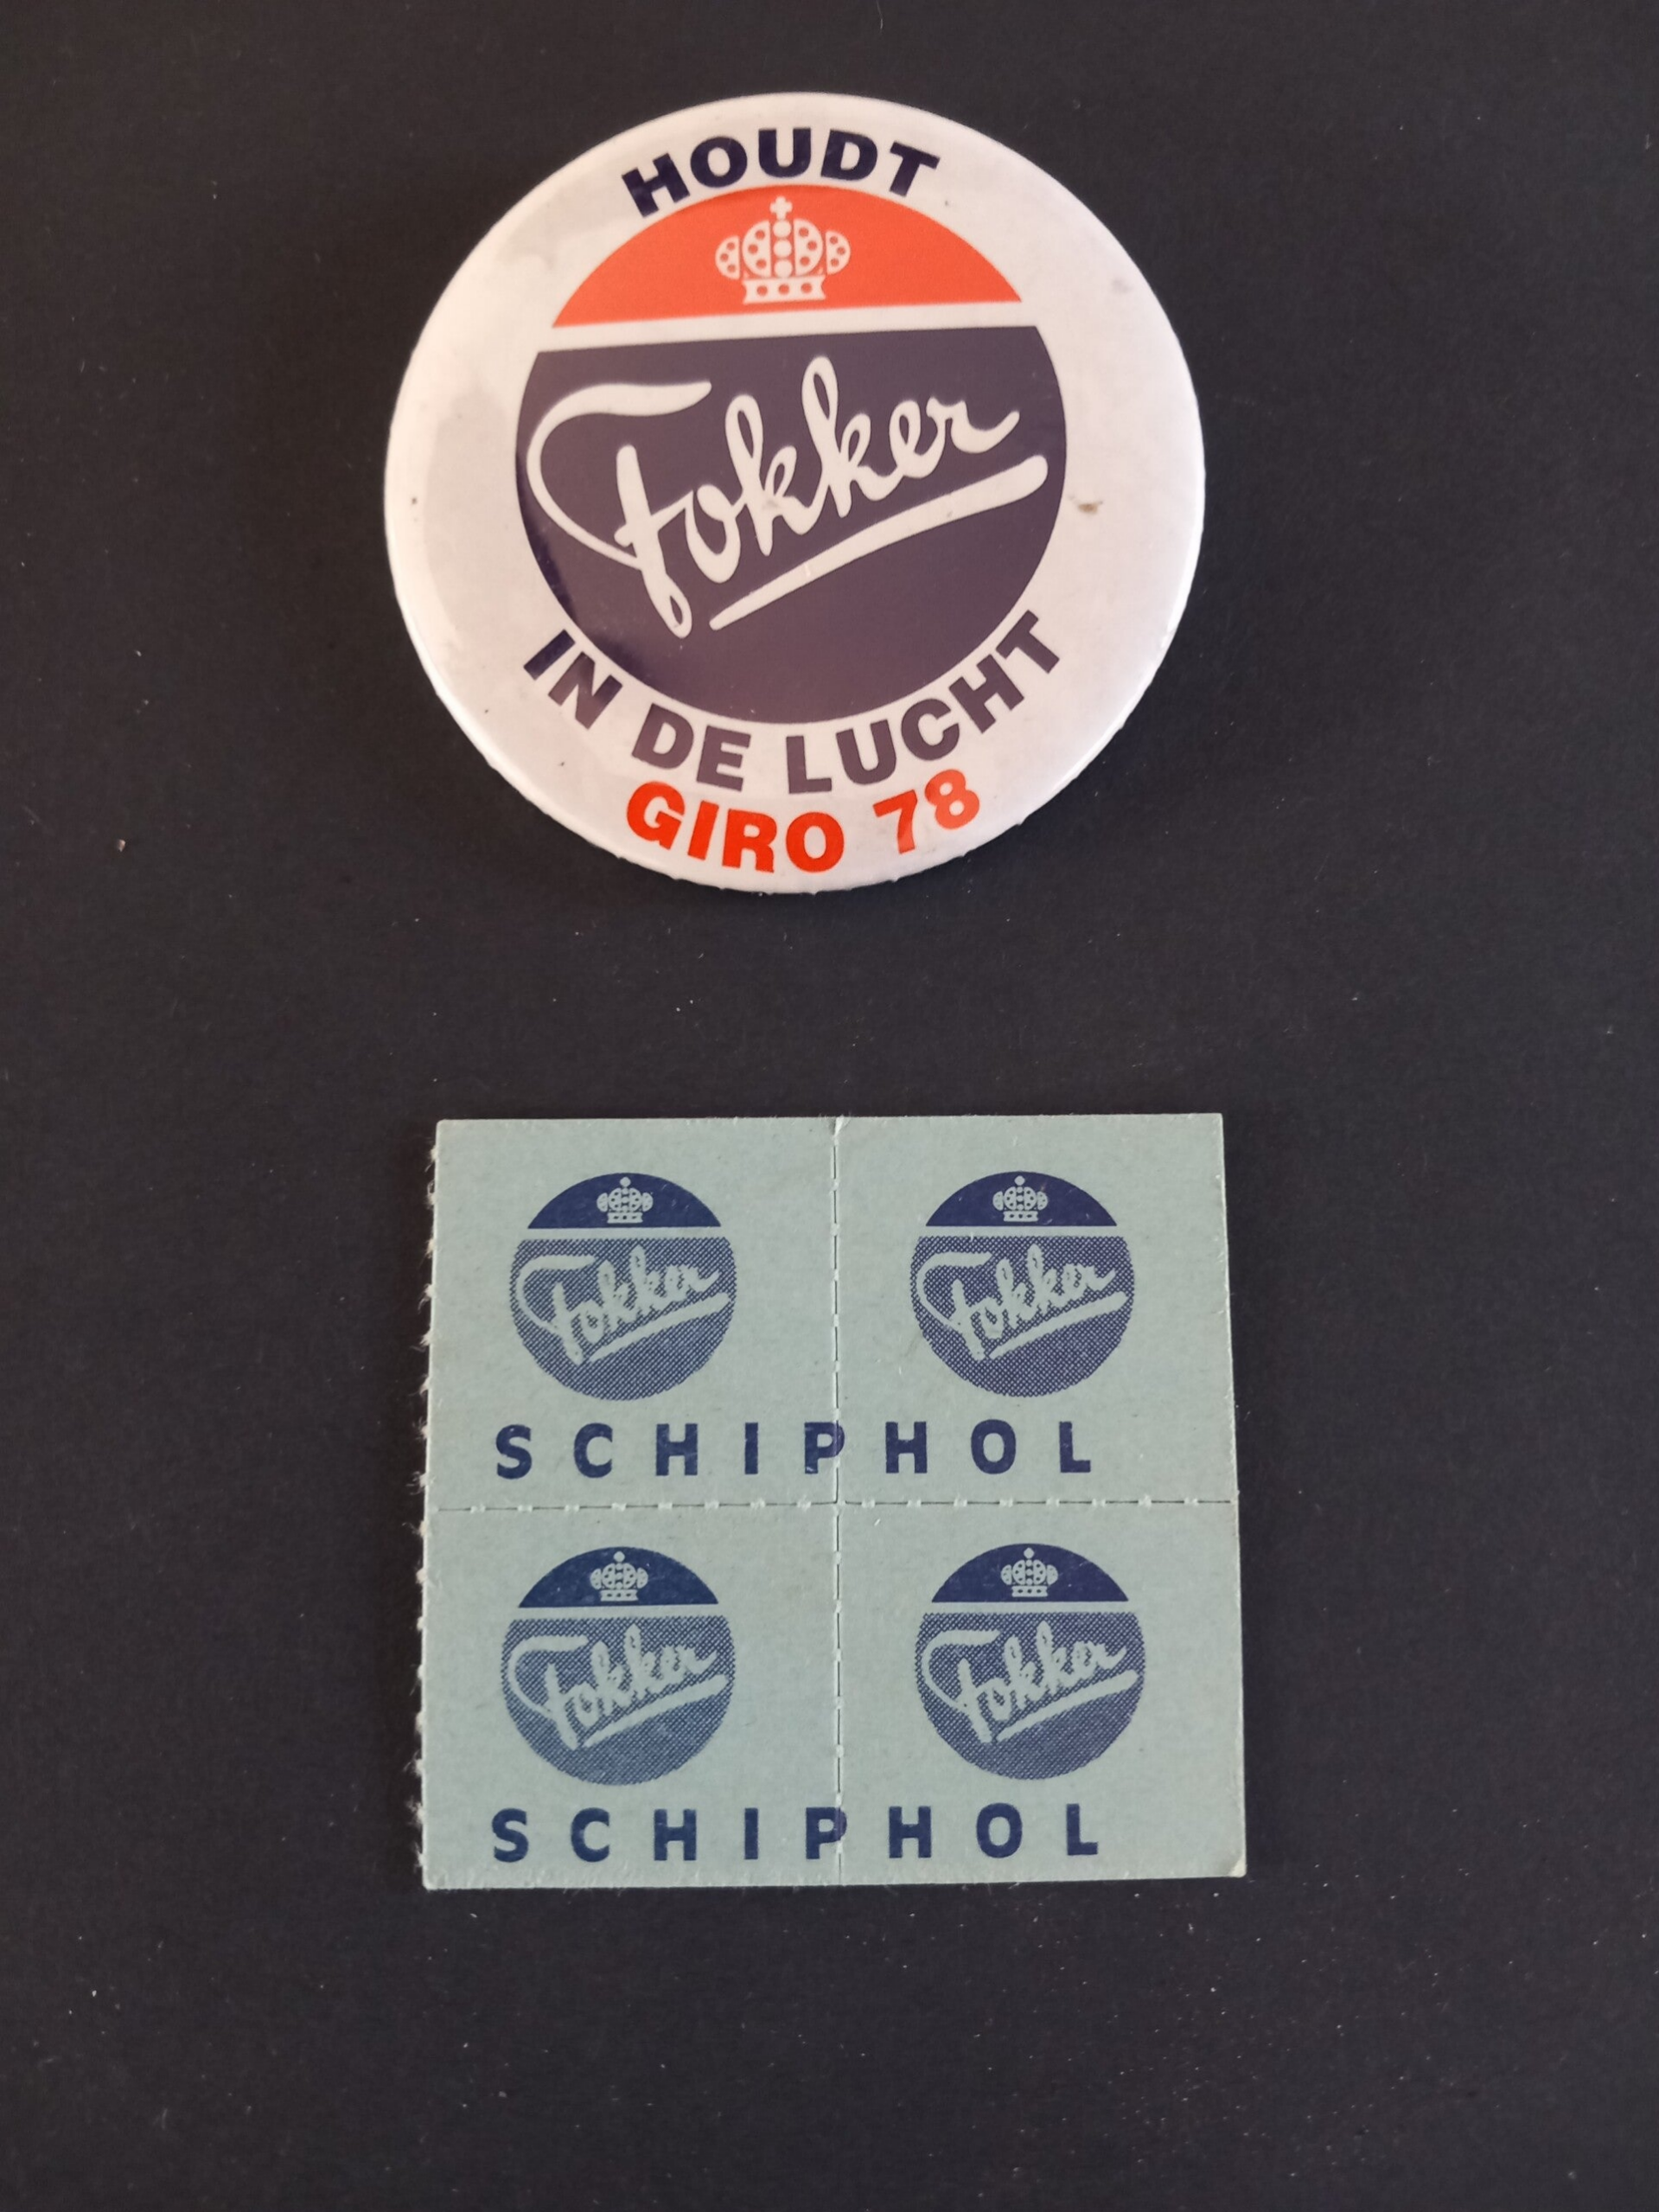 HOUDT
Fokker
IN DE LUCHT
GIRO 78
Fokker Fokker
SCHIPHOL
Fokker Fokker
SCHIPHOL